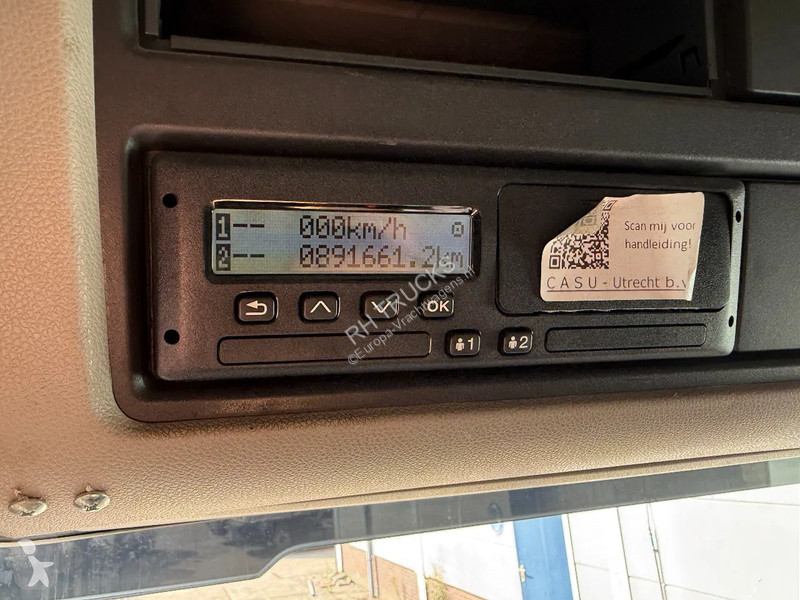 1-- 000km/h
2-- 0891661.2km
OK
1
2
Scan mij voor
handleiding!
C A S U - Utrecht b.v
RH TRUCKS
©Europa-Vrachtwagens.nl